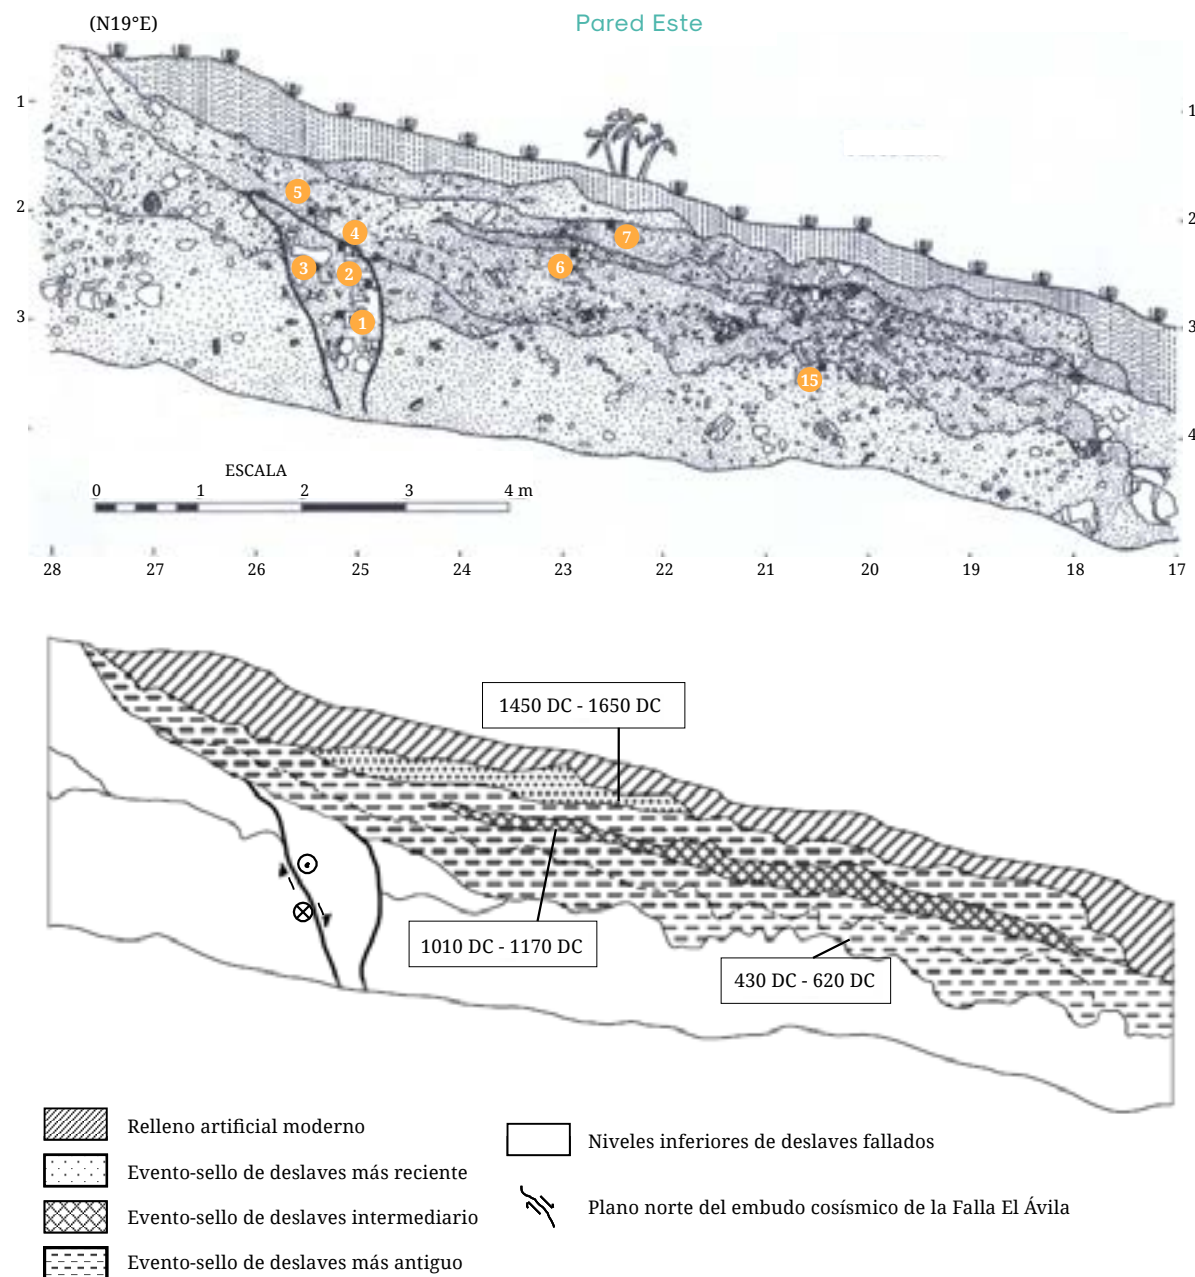 (N19°E)
Pared Este
1
1
2
2
3
3
4
5
4
3
2
1
7
6
15
ESCALA
0 1 2 3 4 m
28 27 26 25 24 23 22 21 20 19 18 17
1450 DC - 1650 DC
1010 DC - 1170 DC
430 DC - 620 DC
Relleno artificial moderno
Evento-sello de deslaves más reciente
Evento-sello de deslaves intermediario
Evento-sello de deslaves más antiguo
Niveles inferiores de deslaves fallados
Plano norte del embudo cosísmico de la Falla El Ávila